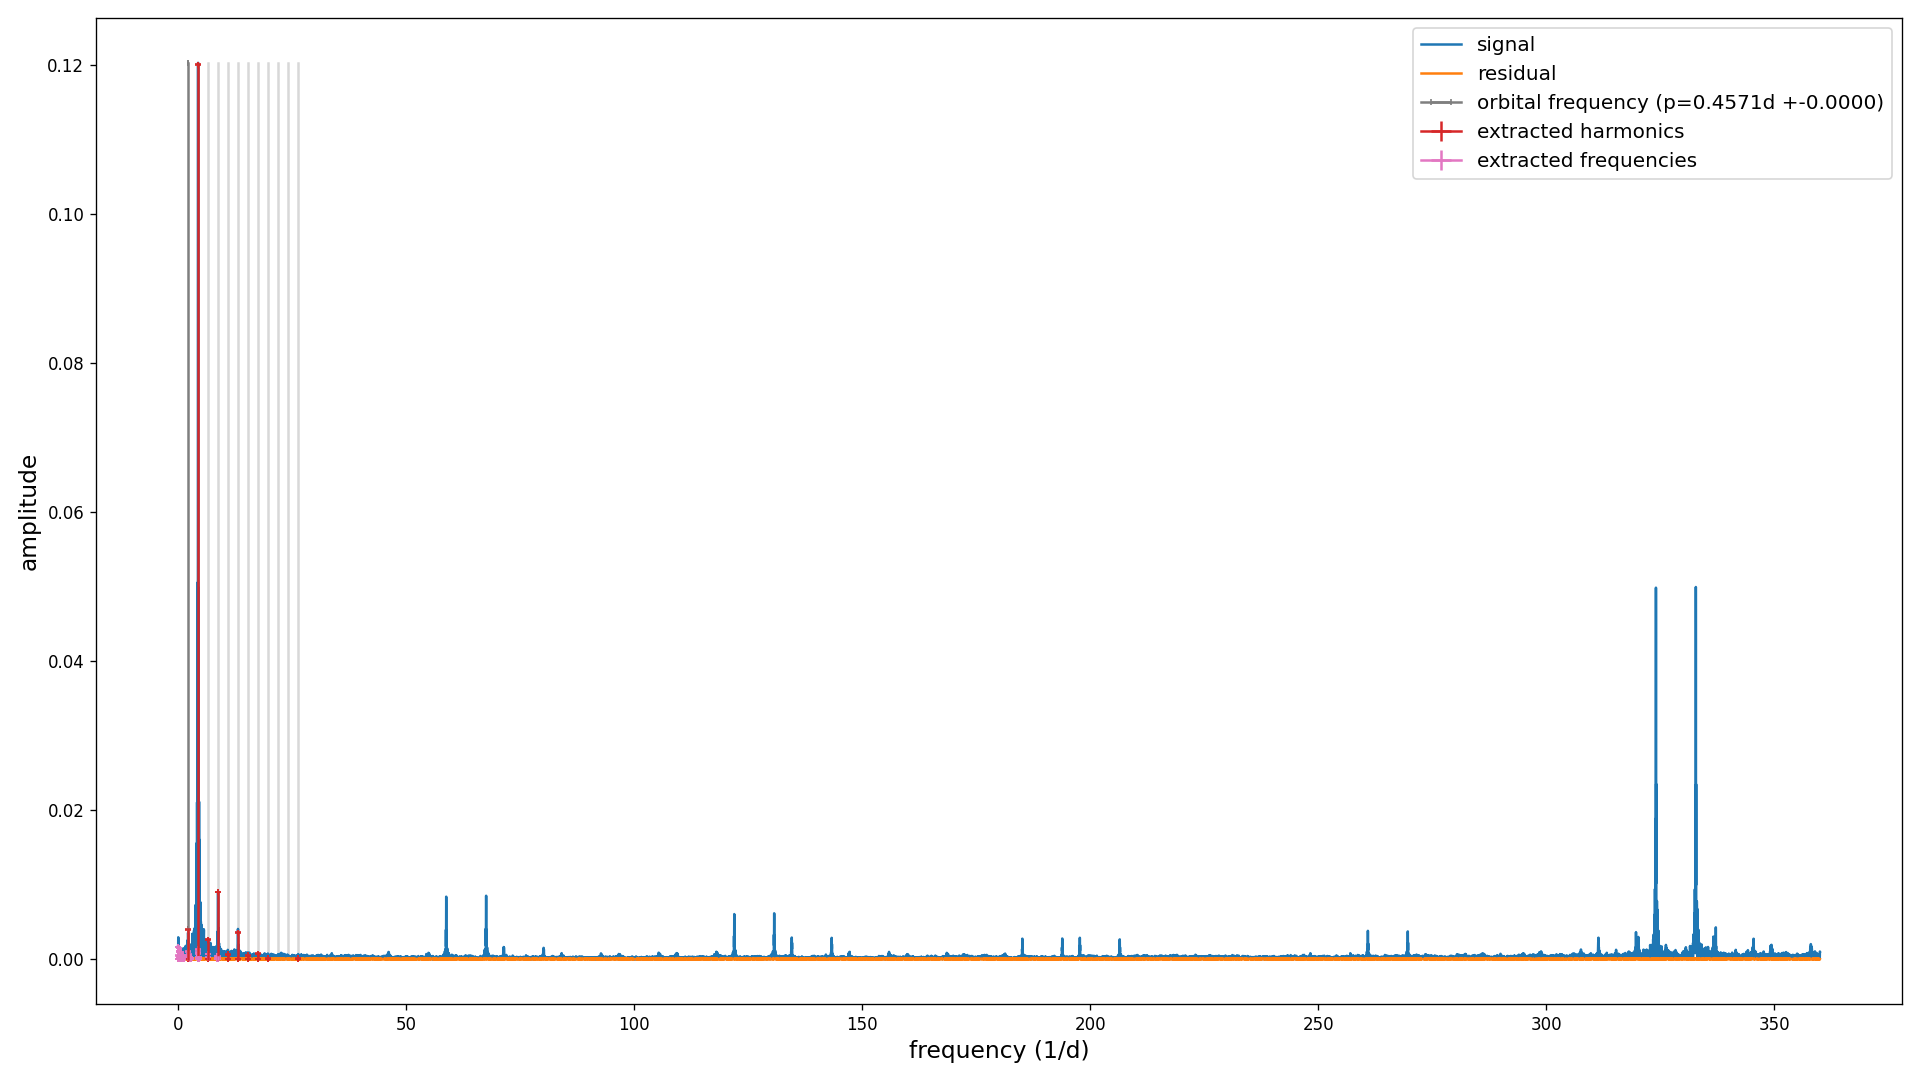 signal
residual
orbital frequency (p=0.4571d +-0.0000)
extracted harmonics
extracted frequencies
0.12
0.10
0.08
0.06
0.04
0.02
0.00
amplitude
0 50 100 150 200 250 300 350
frequency (1/d)